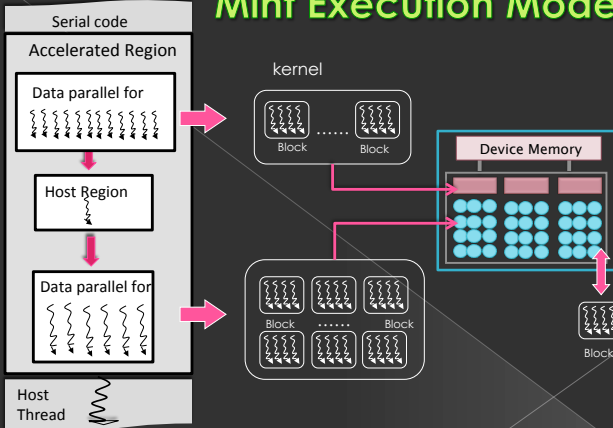 Mint Execution Mode
Serial code
Accelerated Region
Data parallel for
Host Region
Data parallel for
Host
Thread
kernel
Block
......
Block
Block
......
Block
Device Memory
Block